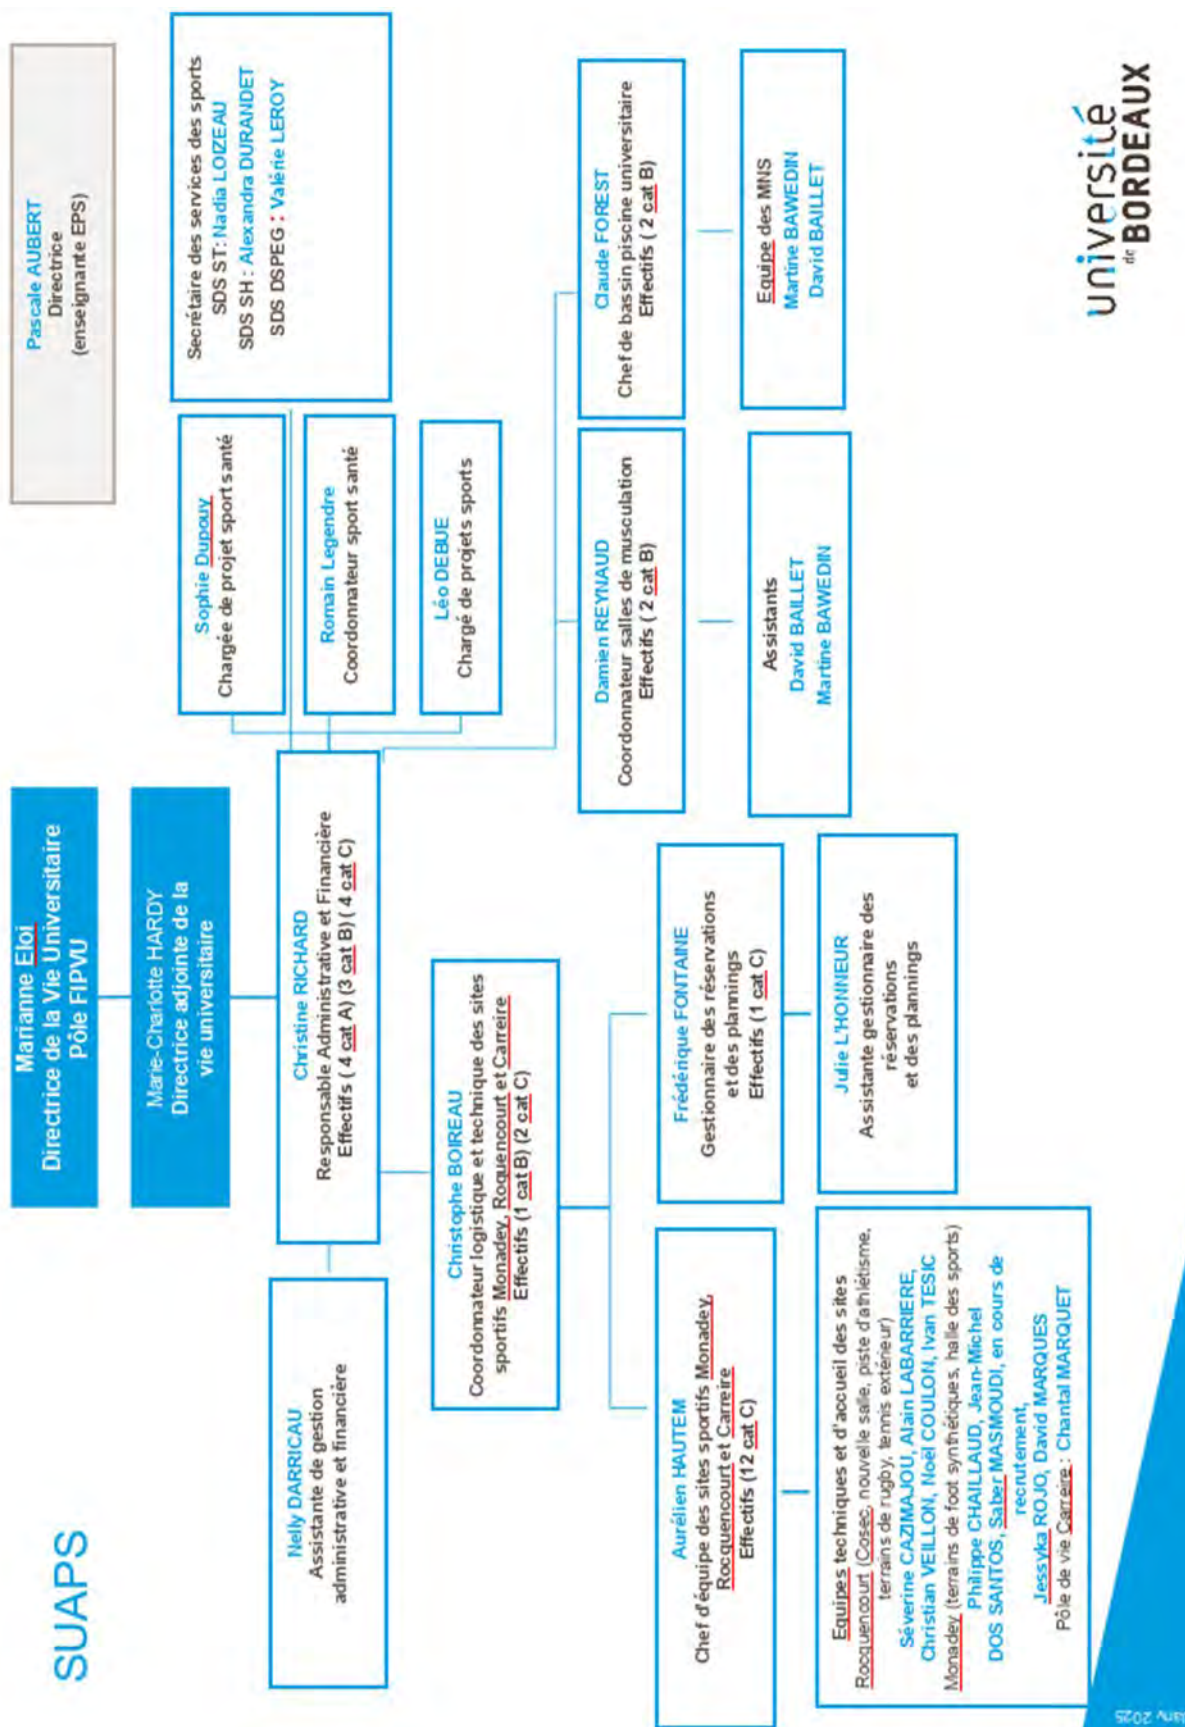 SUAPS
Marianne Eloi
Directrice de la Vie Universitaire
Pôle FIPVU
Pascale AUBERT
Directrice
(enseignante EPS)
Marie-Charlotte HARDY
Directrice adjointe de la
vie universitaire
Nelly DARRICAU
Assistante de gestion
administrative et financière
Christine RICHARD
Responsable Administrative et Financière
Effectifs ( 4 cat A) (3 cat B) ( 4 cat C)
Sophie Dupouy
Chargée de projet sport santé
Romain Legendre
Coordonnateur sport santé
Léo DEBUE
Chargé de projets sports
Secrétaire des services des sports
SDS ST: Nadia LOIZEAU
SDS SH : Alexandra DURANDET
SDS DSPEG : Valérie LEROY
Christophe BOIREAU
Coordonnateur logistique et technique des sites
sportifs Monadey, Roquencourt et Carreire
Effectifs (1 cat B) (2 cat C)
Damien REYNAUD
Coordonnateur salles de musculation
Effectifs ( 2 cat B)
Claude FOREST
Chef de bassin piscine universitaire
Effectifs ( 2 cat B)
Aurélien HAUTEM
Chef d'équipe des sites sportifs Monadey,
Rocquencourt et Carreire
Effectifs (12 cat C)
Frédérique FONTAINE
Gestionnaire des réservations
et des plannings
Effectifs (1 cat C)
Assistants
David BAILLET
Martine BAWEDIN
Equipe des MNS
Martine BAWEDIN
David BAILLET
Equipes techniques et d'accueil des sites
Rocquencourt (Cosec, nouvelle salle, piste d'athlétisme,
terrains de rugby, tennis extérieur)
Séverine CAZIMAJOU, Alain LABARRIERE,
Christian VEILLON, Noël COULON, Ivan TESIC
Monadey (terrains de foot synthétiques, halle des sports)
Philippe CHAILLAUD, Jean-Michel
DOS SANTOS, Saber MASMOUDI, en cours de
recrutement,
Jessyka ROJO, David MARQUES
Pôle de vie Carreire : Chantal MARQUET
Julie L'HONNEUR
Assistante gestionnaire des
réservations
et des plannings
université
de BORDEAUX
Janv 2025